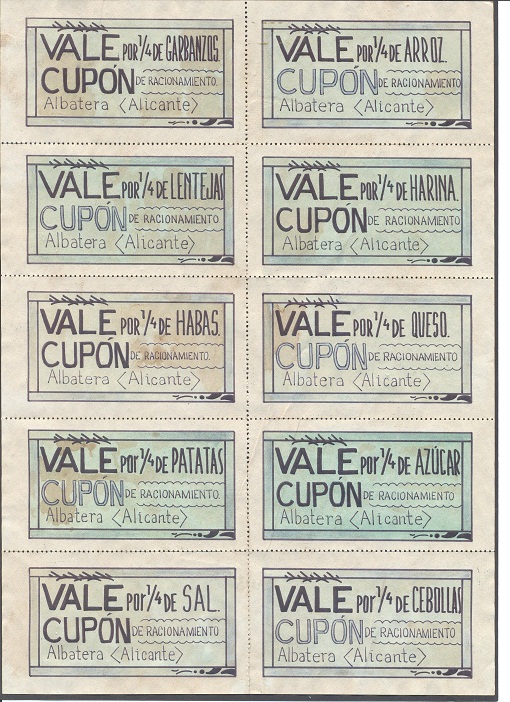 VALE POR 1/4 DE GARBANZOS.
CUPÓN DE RACIONAMIENTO.
Albatera <Alicante>
VALE POR 1/4 DE ARROZ.
CUPÓN DE RACIONAMIENTO
Albatera <Alicante>
VALE POR 1/4 DE LENTEJAS
CUPÓN DE RACIONAMIENTO
Albatera <Alicante>
VALE POR 1/4 DE HARINA.
CUPÓN DE RACIONAMIENTO
Albatera <Alicante>
VALE POR 1/4 DE HABAS.
CUPÓN DE RACIONAMIENTO.
Albatera <Alicante>
VALE POR 1/4 DE QUESO.
CUPÓN DE RACIONAMIENTO.
Albatera <Alicante>
VALE POR 1/4 DE PATATAS
CUPÓN DE RACIONAMIENTO.
Albatera <Alicante>
VALE POR 1/4 DE AZÚCAR
CUPÓN DE RACIONAMIENTO.
Albatera <Alicante>
VALE POR 1/4 DE SAL.
CUPÓN DE RACIONAMIENTO
Albatera <Alicante>
VALE POR 1/4 DE CEBOLLAS
CUPÓN DE RACIONAMIENTO.
Albatera <Alicante>